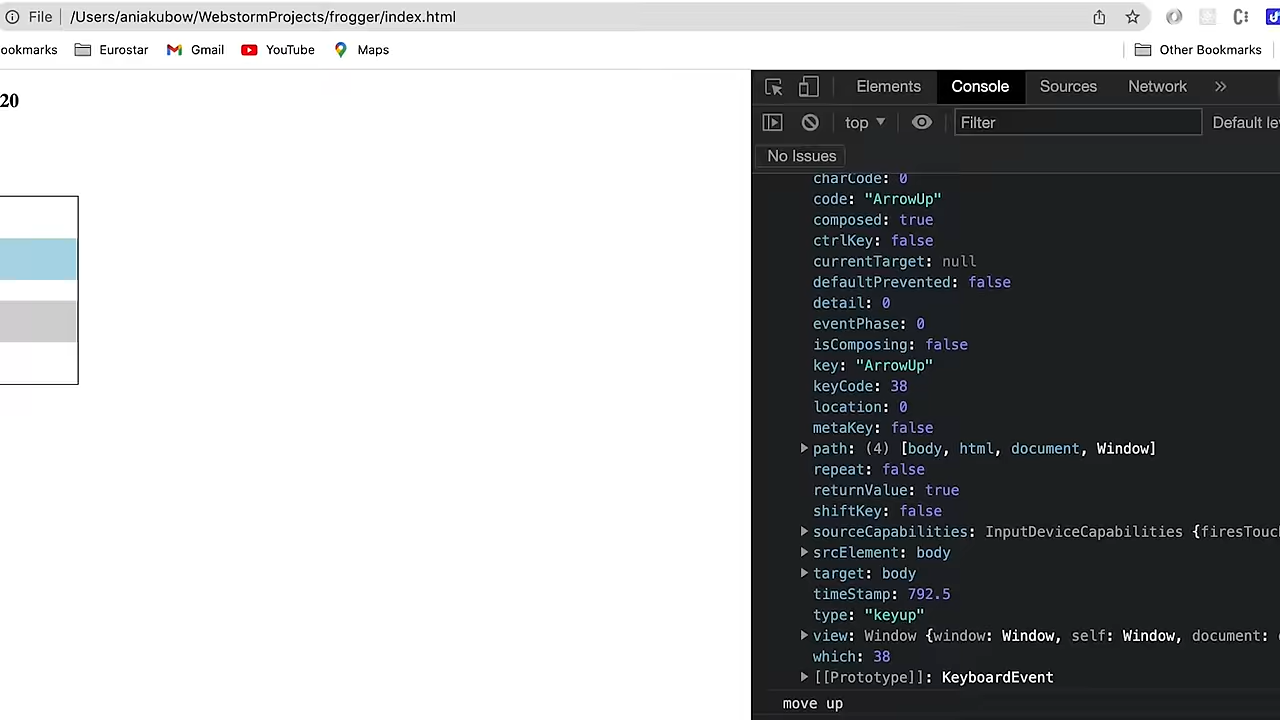 File /Users/aniakubow/WebstormProjects/frogger/index.html
ookmarks Eurostar Gmail YouTube Maps Other Bookmarks
20
Elements Console Sources Network
top Filter Default le
No Issues
charCode: 0
code: "ArrowUp"
composed: true
ctrlKey: false
currentTarget: null
defaultPrevented: false
detail: 0
eventPhase: 0
isComposing: false
key: "ArrowUp"
keyCode: 38
location: 0
metaKey: false
path: (4) [body, html, document, Window]
repeat: false
returnValue: true
shiftKey: false
sourceCapabilities: InputDeviceCapabilities {firesTouch
srcElement: body
target: body
timeStamp: 792.5
type: "keyup"
view: Window {window: Window, self: Window, document:
which: 38
[[Prototype]]: KeyboardEvent
move up